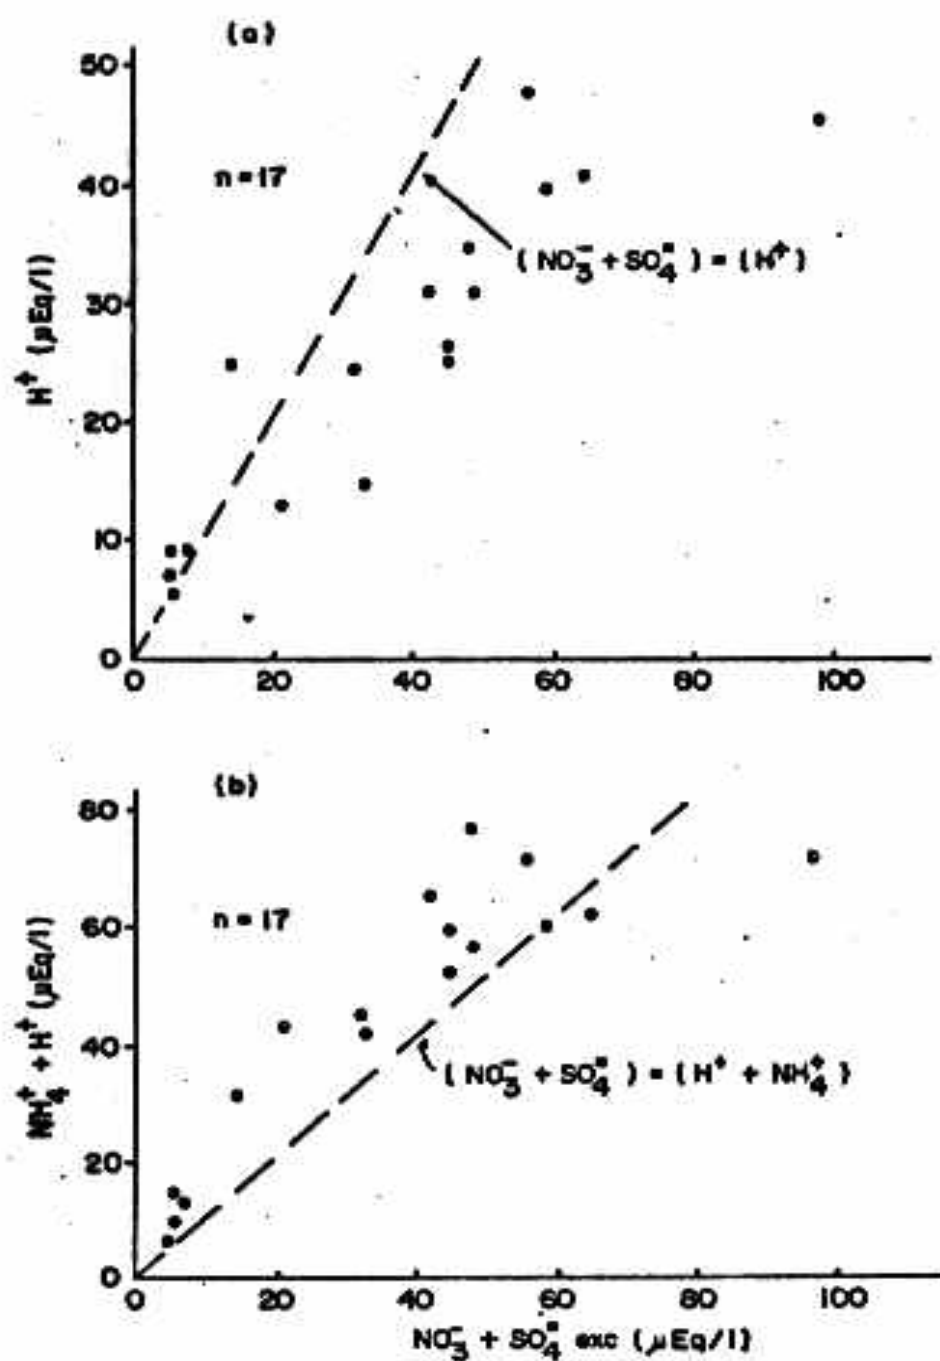 (a)
50
40
30
20
10
0
n = 17
(NO₃⁻ + SO₄⁼) = (H⁺)
H⁺ (µEq/l)
0 20 40 60 80 100
(b)
80
60
40
20
0
n = 17
(NO₃⁻ + SO₄⁼) = (H⁺ + NH₄⁺)
NH₄⁺ + H⁺ (µEq/l)
0 20 40 60 80 100
NO₃⁻ + SO₄⁼ exc (µEq/l)